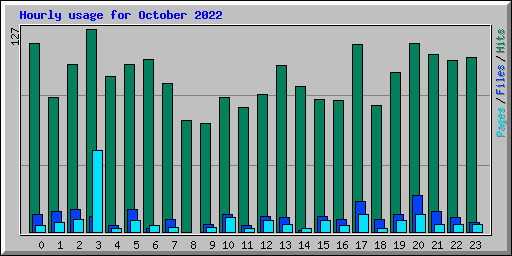 Hourly usage for October 2022
127
Pages/Files/Hits
0 1 2 3 4 5 6 7 8 9 10 11 12 13 14 15 16 17 18 19 20 21 22 23